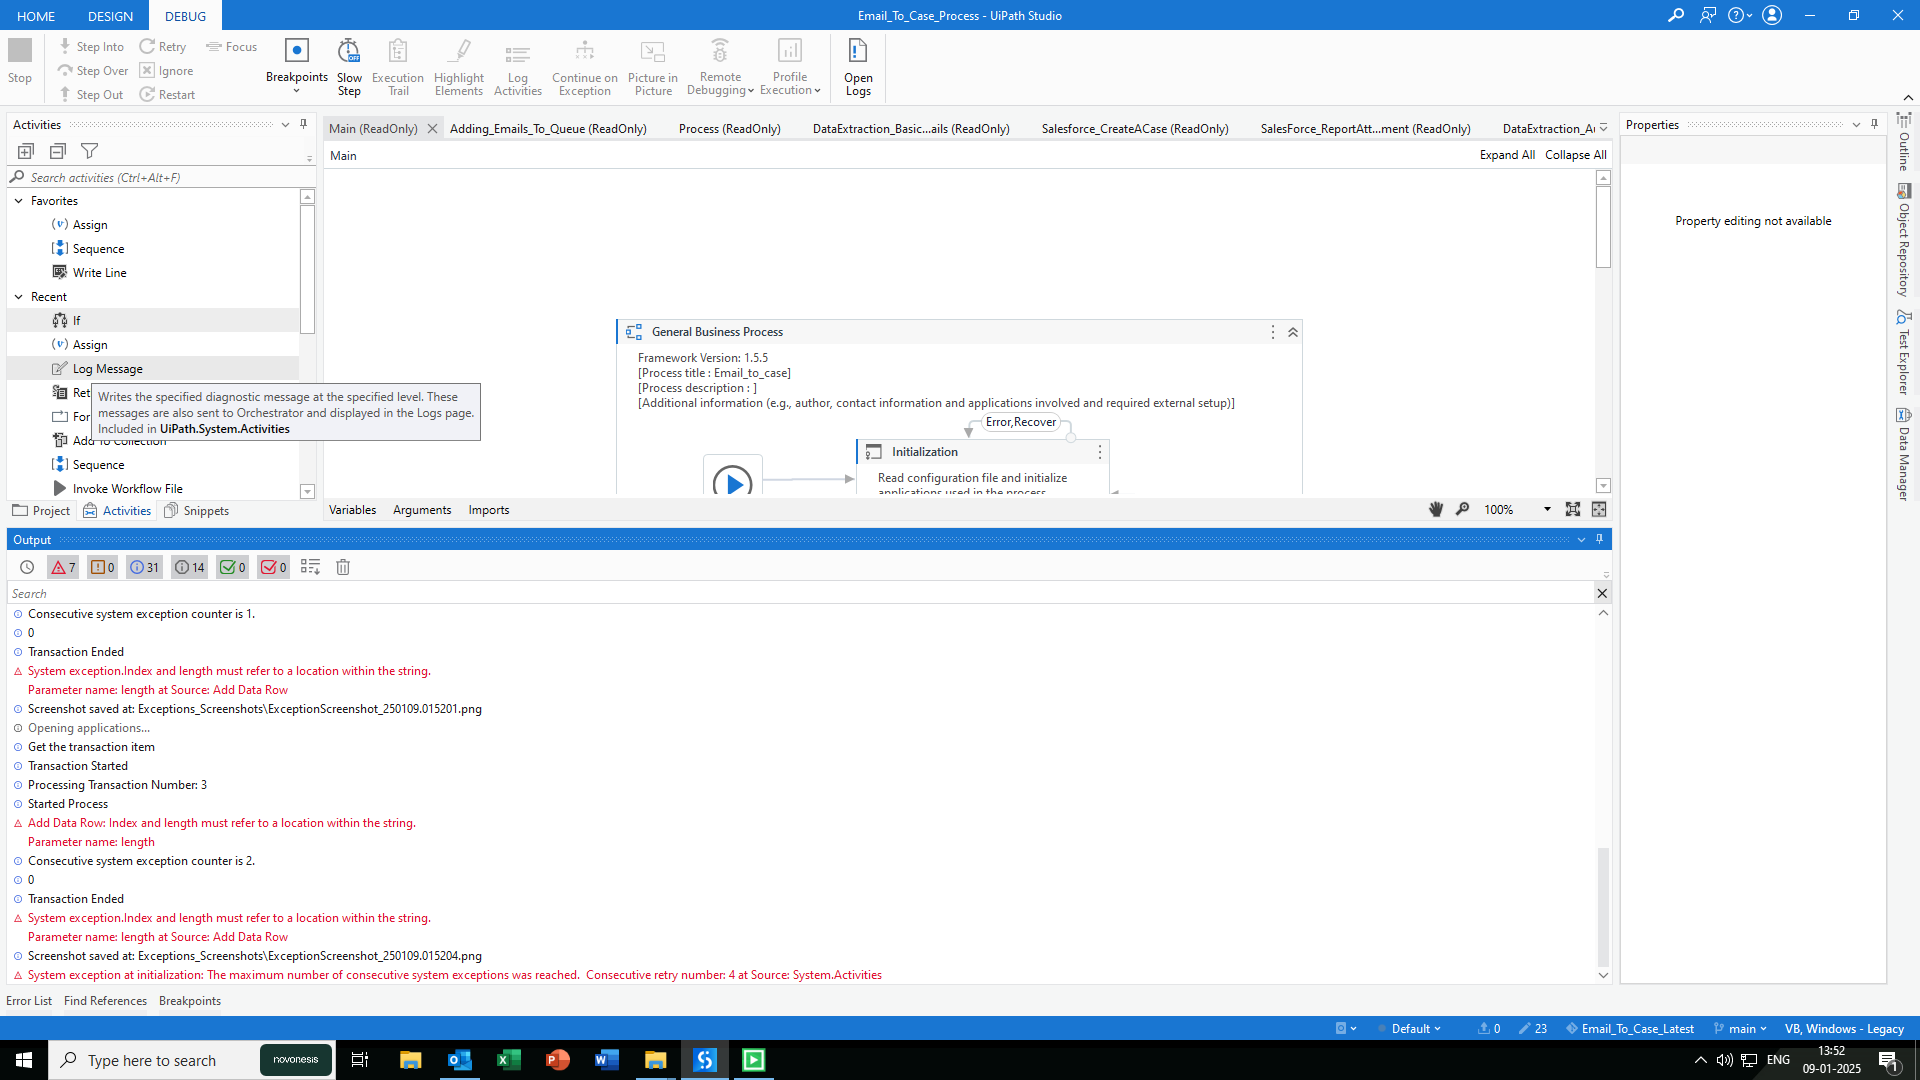 HOME DESIGN DEBUG
Email_To_Case_Process - UiPath Studio
Stop
Step Into
Step Over
Step Out
Retry
Ignore
Restart
Focus
Breakpoints
Slow
Step
Execution
Trail
Highlight
Elements
Log
Activities
Continue on
Exception
Picture in
Picture
Remote
Debugging
Profile
Execution
Open
Logs
Activities
Search activities (Ctrl+Alt+F)
Favorites
Assign
Sequence
Write Line
Recent
If
Assign
Log Message
Ret
For
Add To Collection
Sequence
Invoke Workflow File
Writes the specified diagnostic message at the specified level. These
messages are also sent to Orchestrator and displayed in the Logs page.
Included in UiPath.System.Activities
Project Activities Snippets
Main (ReadOnly) Adding_Emails_To_Queue (ReadOnly) Process (ReadOnly) DataExtraction_Basic...ails (ReadOnly) Salesforce_CreateACase (ReadOnly) SalesForce_ReportAtt...ment (ReadOnly) DataExtraction_A
Main
Expand All Collapse All
General Business Process
Framework Version: 1.5.5
[Process title : Email_to_case]
[Process description : ]
[Additional information (e.g., author, contact information and applications involved and required external setup)]
Error,Recover
Initialization
Read configuration file and initialize
applications used in the process
Variables Arguments Imports
100%
Properties
Property editing not available
Outline
Object Repository
Test Explorer
Data Manager
Output
7 0 31 14 0 0
Search
Consecutive system exception counter is 1.
0
Transaction Ended
System exception.Index and length must refer to a location within the string.
Parameter name: length at Source: Add Data Row
Screenshot saved at: Exceptions_Screenshots\ExceptionScreenshot_250109.015201.png
Opening applications...
Get the transaction item
Transaction Started
Processing Transaction Number: 3
Started Process
Add Data Row: Index and length must refer to a location within the string.
Parameter name: length
Consecutive system exception counter is 2.
0
Transaction Ended
System exception.Index and length must refer to a location within the string.
Parameter name: length at Source: Add Data Row
Screenshot saved at: Exceptions_Screenshots\ExceptionScreenshot_250109.015204.png
System exception at initialization: The maximum number of consecutive system exceptions was reached.  Consecutive retry number: 4 at Source: System.Activities
Error List Find References Breakpoints
Default 0 23 Email_To_Case_Latest main VB, Windows - Legacy
Type here to search
novonesis
ENG
13:52
09-01-2025
1